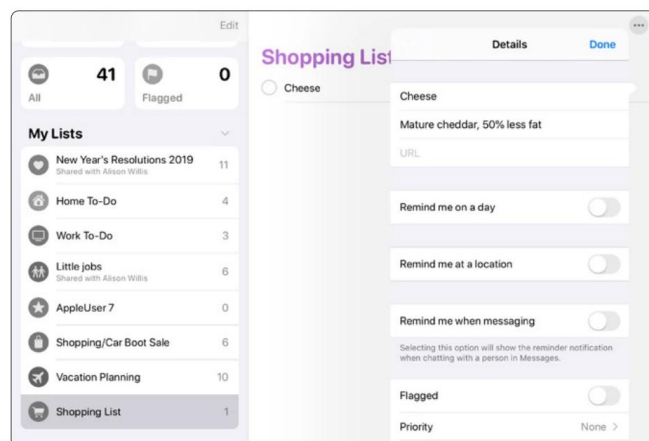 Edit
41
0
All
Flagged
My Lists
New Year's Resolutions 2019
Shared with Alison Willis
11
Home To-Do
4
Work To-Do
3
Little jobs
Shared with Alison Willis
6
AppleUser 7
0
Shopping/Car Boot Sale
6
Vacation Planning
10
Shopping List
1
Shopping List
Cheese
Details
Done
Cheese
Mature cheddar, 50% less fat
URL
Remind me on a day
Remind me at a location
Remind me when messaging
Selecting this option will show the reminder notification
when chatting with a person in Messages.
Flagged
Priority
None >